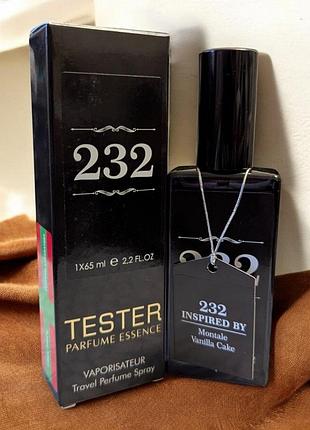 232
1X65 ml ℮ 2,2 FL.OZ
TESTER
PARFUME ESSENCE
VAPORISATEUR
Travel Perfume Spray
232
232
INSPIRED BY
Montale
Vanilla Cake